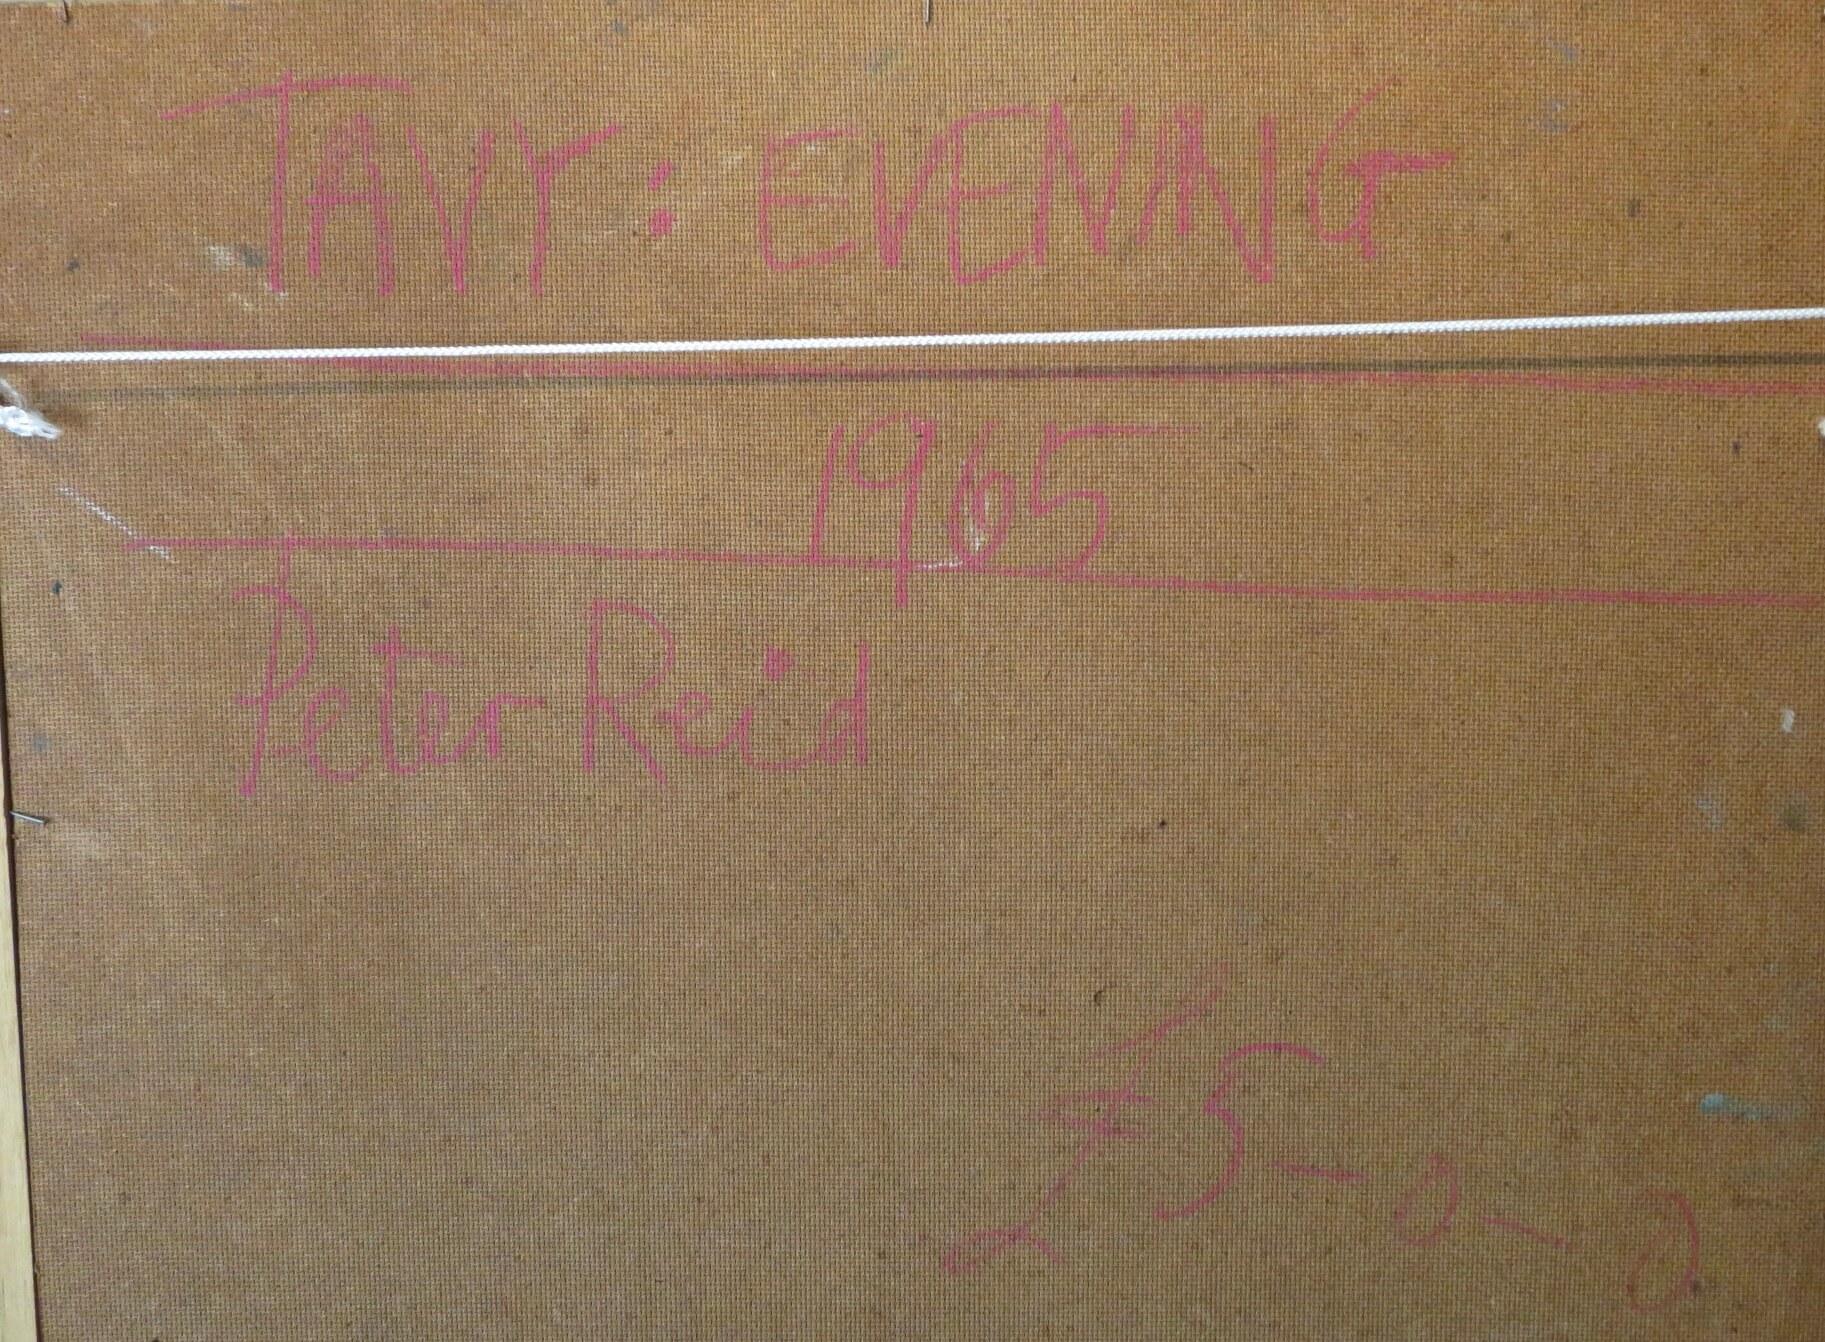 TAVY: EVENING
1965
Peter Reid
£5-0-0